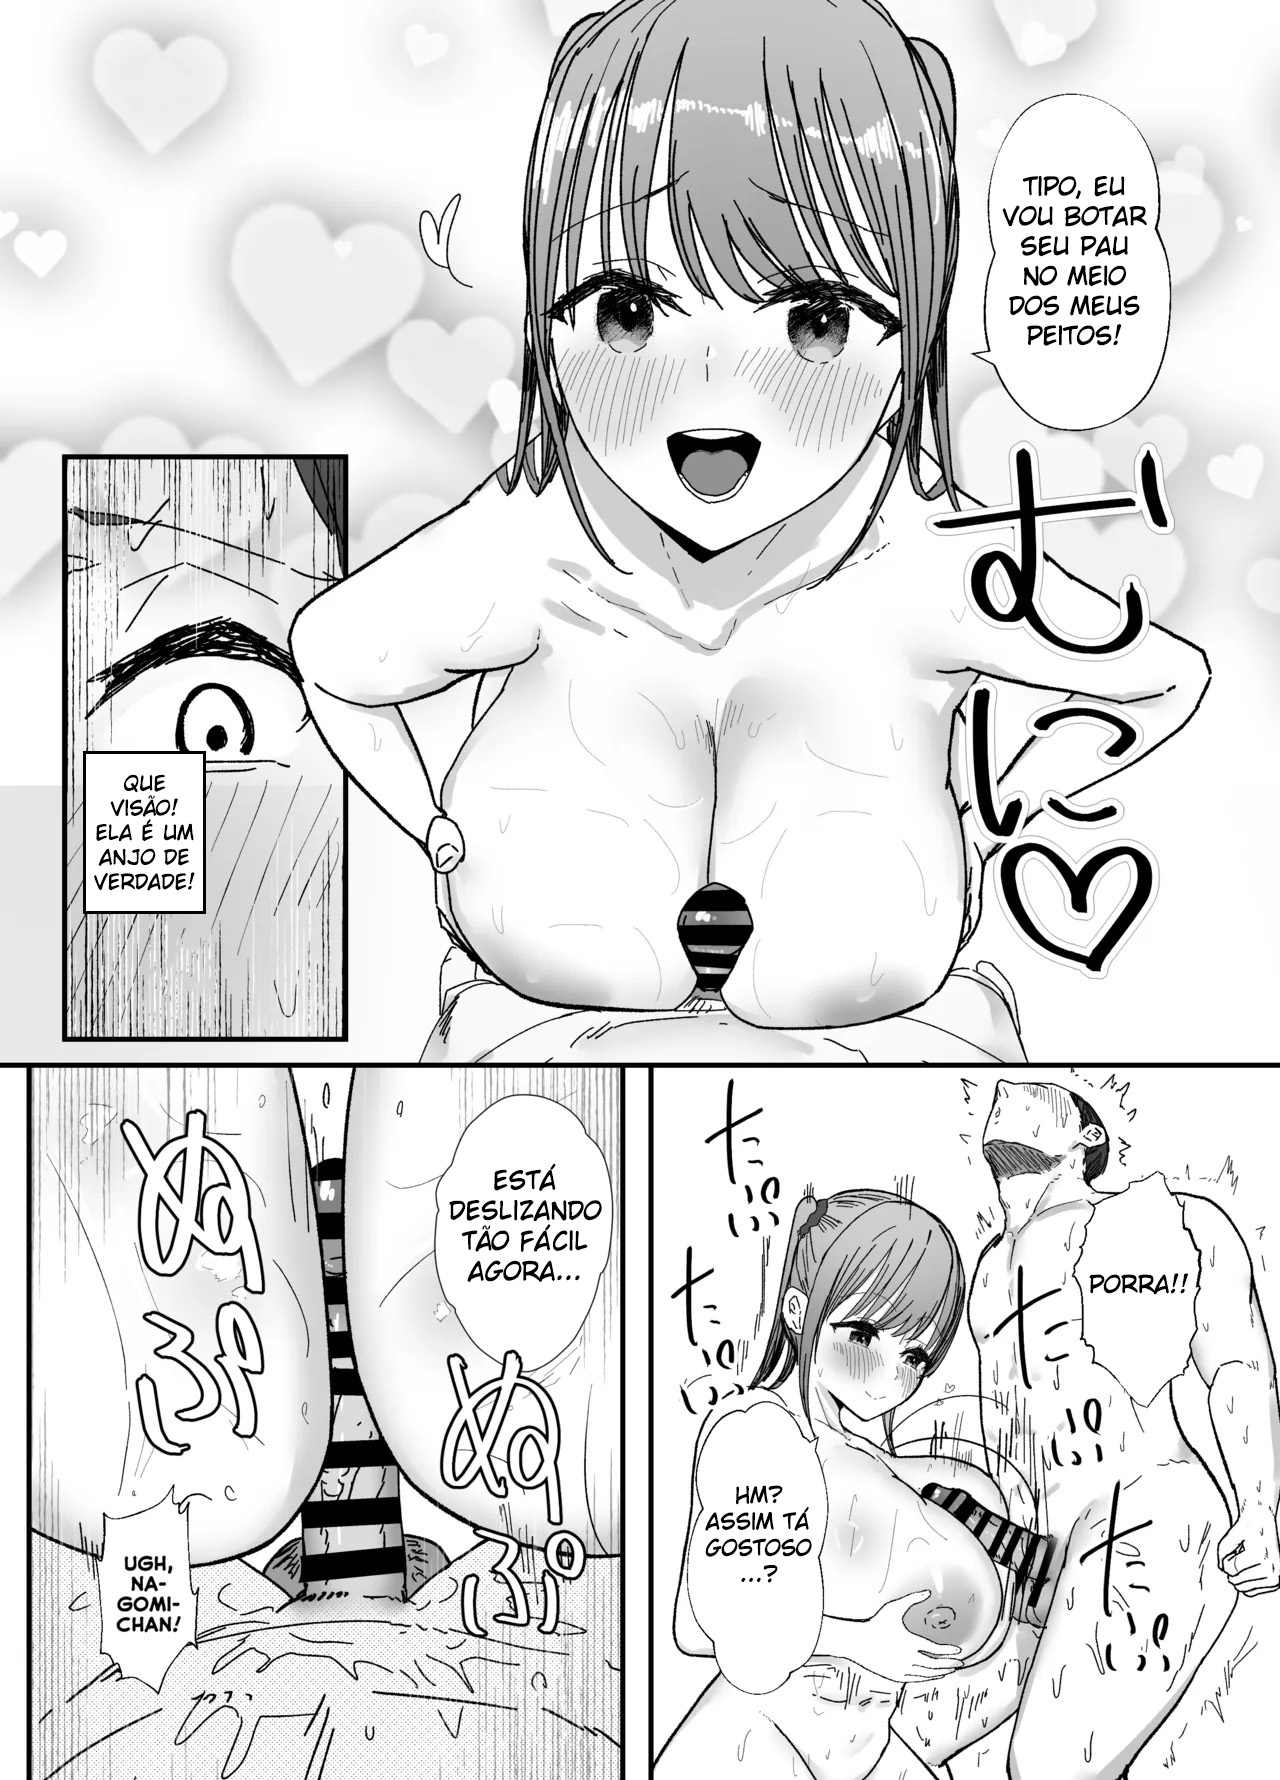 TIPO, EU
VOU BOTAR
SEU PAU
NO MEIO
DOS MEUS
PEITOS!
むに♡
QUE
VISÃO!
ELA É UM
ANJO DE
VERDADE!
ESTÁ
DESLIZANDO
TÃO FÁCIL
AGORA...
ぬぷ
ぬぷ
UGH,
NA-
GOMI-
CHAN!
たぷ
たぷ
PORRA!!
たぷ
たぷ
HM?
ASSIM TÁ
GOSTOSO
...?